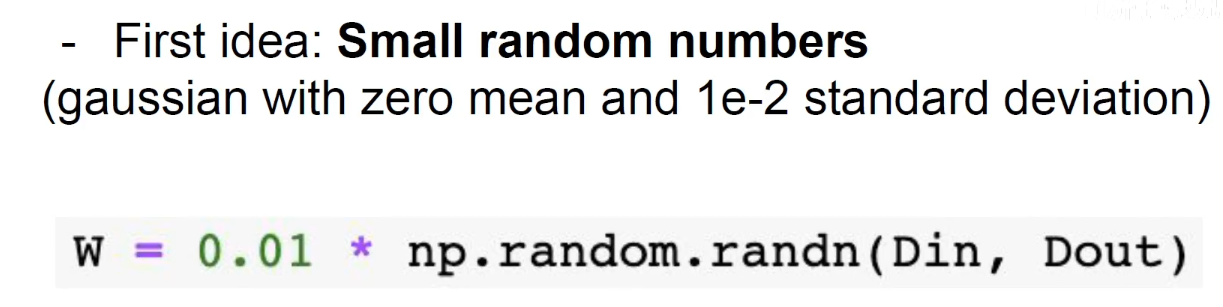 - First idea: Small random numbers
(gaussian with zero mean and 1e-2 standard deviation)
W = 0.01 * np.random.randn(Din, Dout)